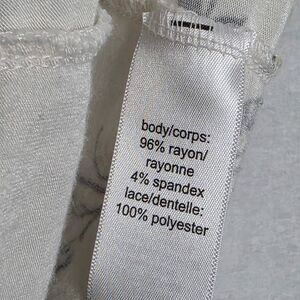 body/corps:
96% rayon/
rayonne
4% spandex
lace/dentelle:
100% polyester